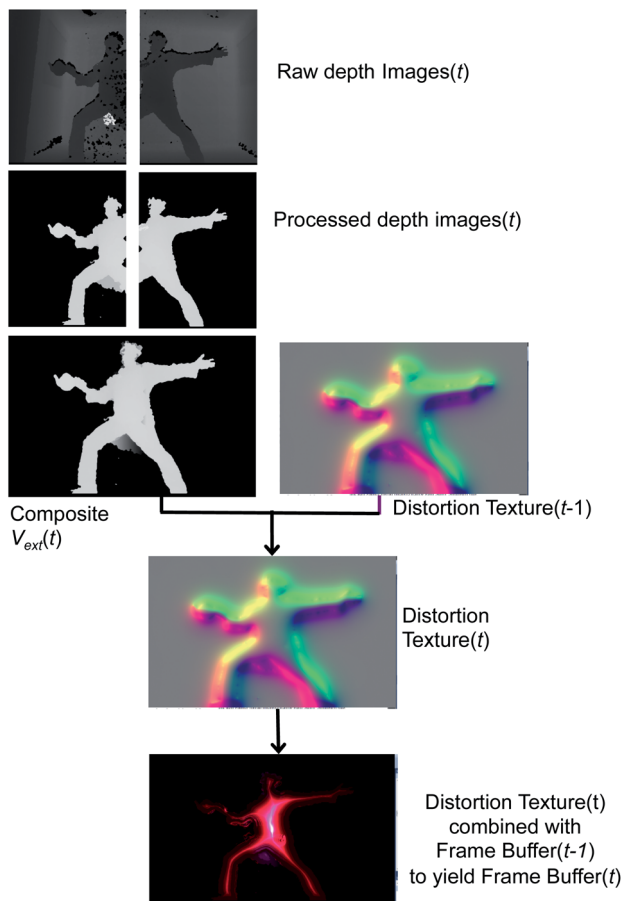 Raw depth Images(t)
Processed depth images(t)
Composite
V_ext(t)
Distortion Texture(t-1)
Distortion
Texture(t)
Distortion Texture(t)
combined with
Frame Buffer(t-1)
to yield Frame Buffer(t)